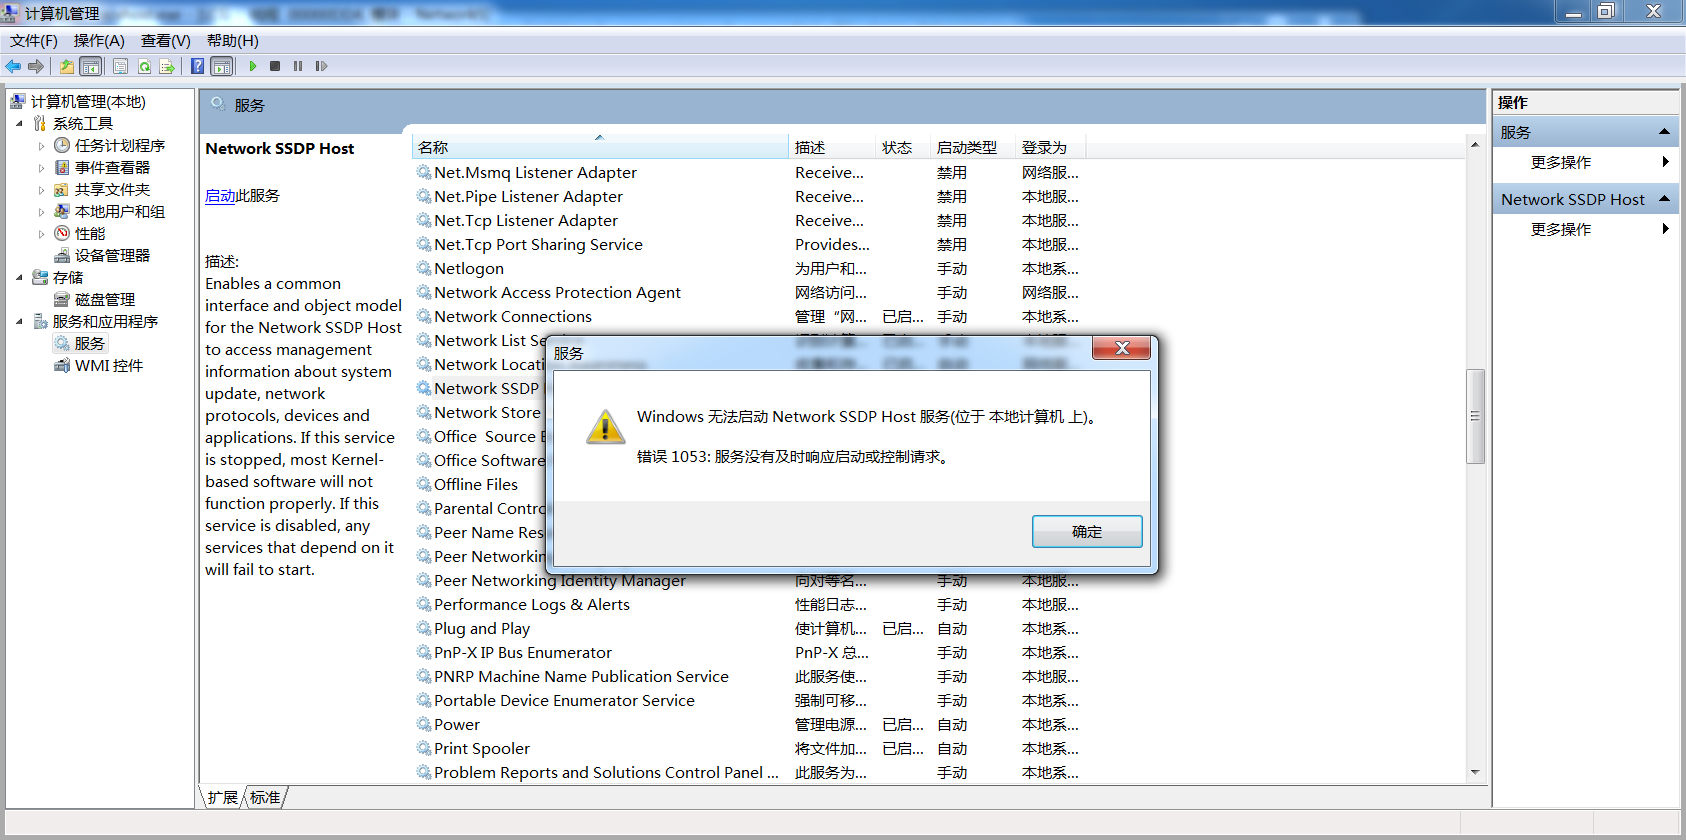 计算机管理
文件(F) 操作(A) 查看(V) 帮助(H)
计算机管理(本地)
系统工具
任务计划程序
事件查看器
共享文件夹
本地用户和组
性能
设备管理器
存储
磁盘管理
服务和应用程序
服务
WMI 控件
服务
Network SSDP Host
启动此服务
描述:
Enables a common
interface and object model
for the Network SSDP Host
to access management
information about system
update, network
protocols, devices and
applications. If this service
is stopped, most Kernel-
based software will not
function properly. If this
service is disabled, any
services that depend on it
will fail to start.
名称 描述 状态 启动类型 登录为
Net.Msmq Listener Adapter Receive... 禁用 网络服...
Net.Pipe Listener Adapter Receive... 禁用 本地服...
Net.Tcp Listener Adapter Receive... 禁用 本地服...
Net.Tcp Port Sharing Service Provides... 禁用 本地服...
Netlogon 为用户和... 手动 本地系...
Network Access Protection Agent 网络访问... 手动 网络服...
Network Connections 管理“网... 已启... 手动 本地系...
Network List Se
Network Locati
Network SSDP
Network Store
Office Source E
Office Software
Offline Files
Parental Contro
Peer Name Res
Peer Networkin
Peer Networking Identity Manager 向对等名... 手动 本地服...
Performance Logs & Alerts 性能日志... 手动 本地服...
Plug and Play 使计算机... 已启... 自动 本地系...
PnP-X IP Bus Enumerator PnP-X 总... 手动 本地系...
PNRP Machine Name Publication Service 此服务使... 手动 本地服...
Portable Device Enumerator Service 强制可移... 手动 本地系...
Power 管理电源... 已启... 自动 本地系...
Print Spooler 将文件加... 已启... 自动 本地系...
Problem Reports and Solutions Control Panel ... 此服务为... 手动 本地系...
扩展 标准
服务
Windows 无法启动 Network SSDP Host 服务(位于 本地计算机 上)。
错误 1053: 服务没有及时响应启动或控制请求。
确定
操作
服务
更多操作
Network SSDP Host
更多操作